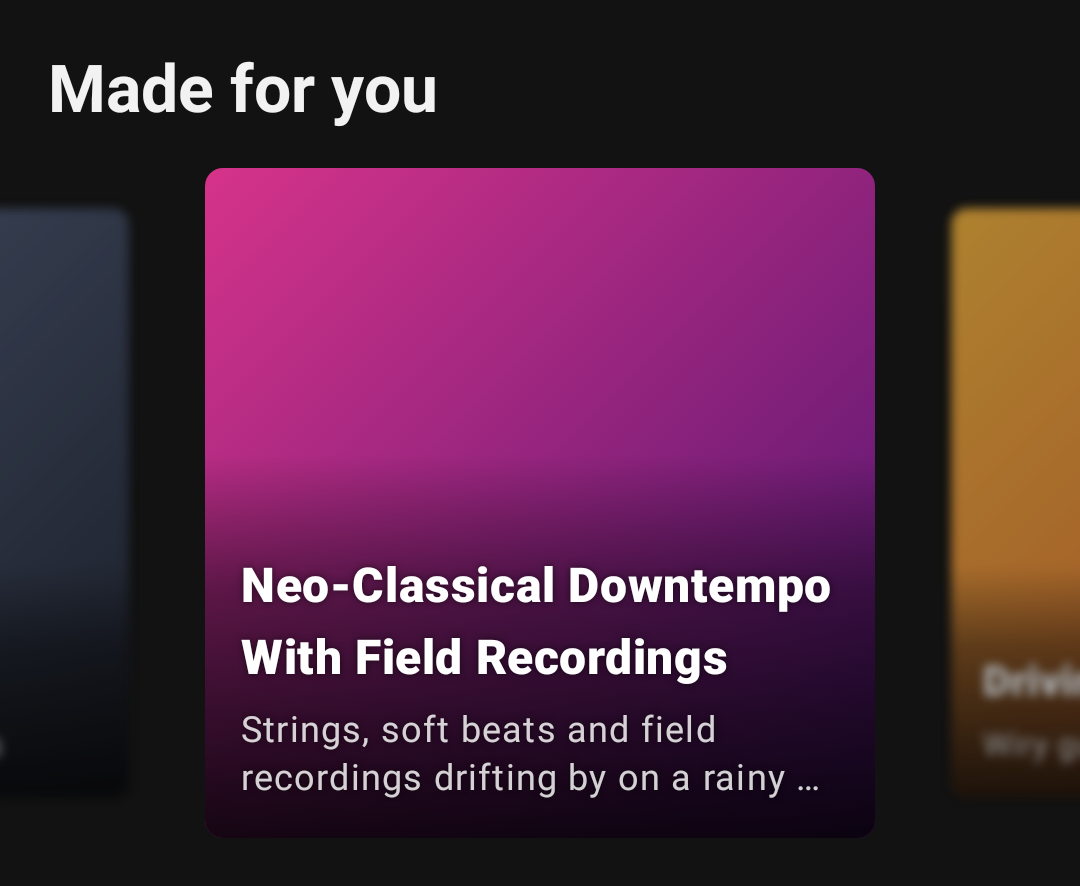 Made for you
Neo-Classical Downtempo
With Field Recordings
Strings, soft beats and field
recordings drifting by on a rainy …